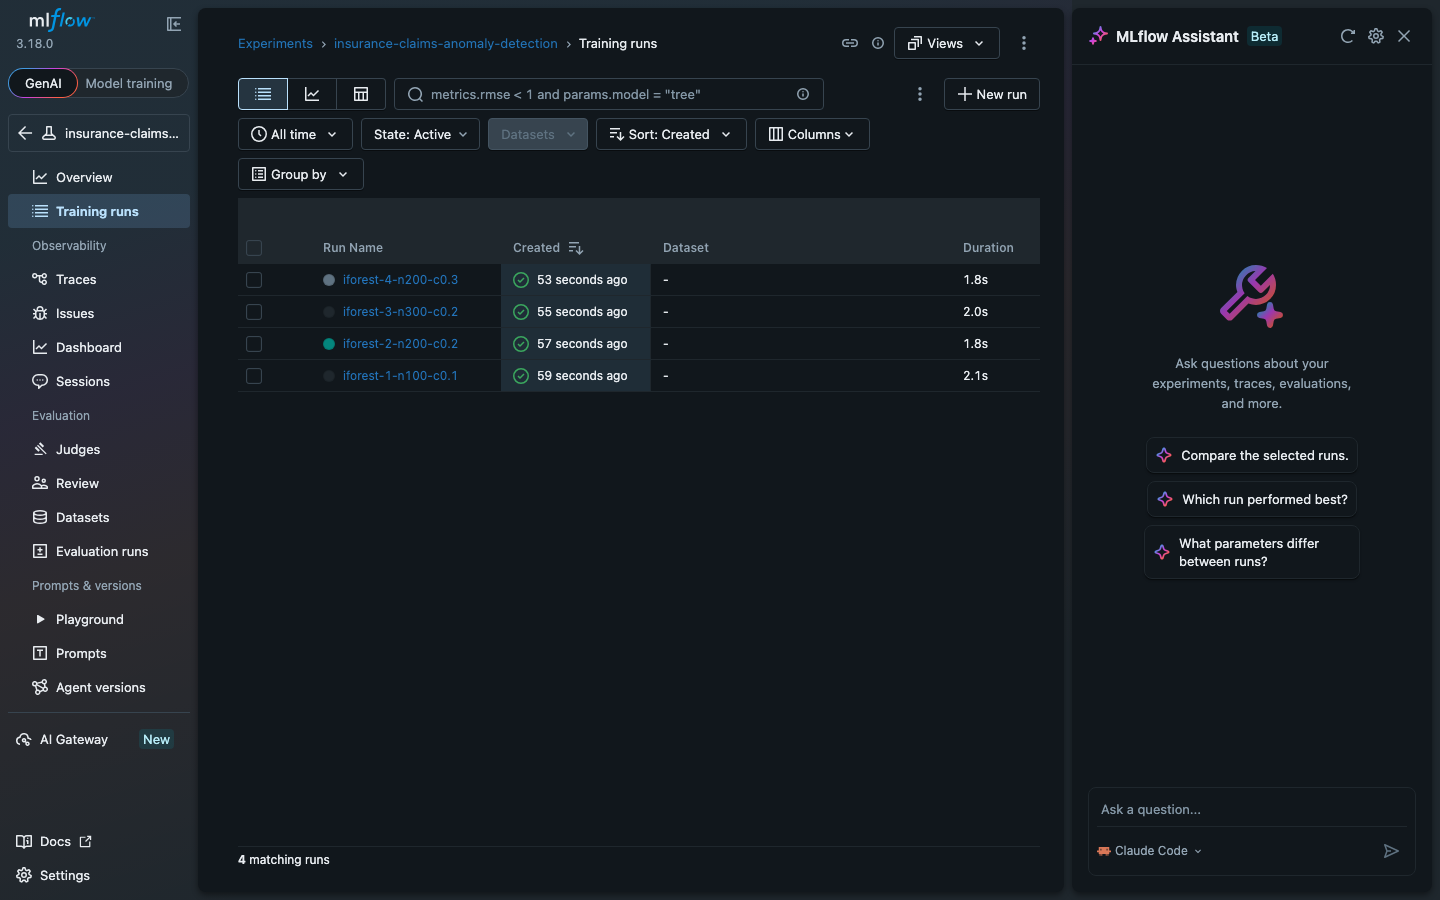 mlflow
3.18.0
GenAI
Model training
insurance-claims...
Overview
Training runs
Observability
Traces
Issues
Dashboard
Sessions
Evaluation
Judges
Review
Datasets
Evaluation runs
Prompts & versions
Playground
Prompts
Agent versions
AI Gateway
New
Docs
Settings
Experiments › insurance-claims-anomaly-detection › Training runs
Views
metrics.rmse < 1 and params.model = "tree"
New run
All time
State: Active
Datasets
Sort: Created
Columns
Group by
Run Name Created Dataset Duration
iforest-4-n200-c0.3 53 seconds ago - 1.8s
iforest-3-n300-c0.2 55 seconds ago - 2.0s
iforest-2-n200-c0.2 57 seconds ago - 1.8s
iforest-1-n100-c0.1 59 seconds ago - 2.1s
4 matching runs
MLflow Assistant Beta
Ask questions about your
experiments, traces, evaluations,
and more.
Compare the selected runs.
Which run performed best?
What parameters differ
between runs?
Ask a question...
Claude Code